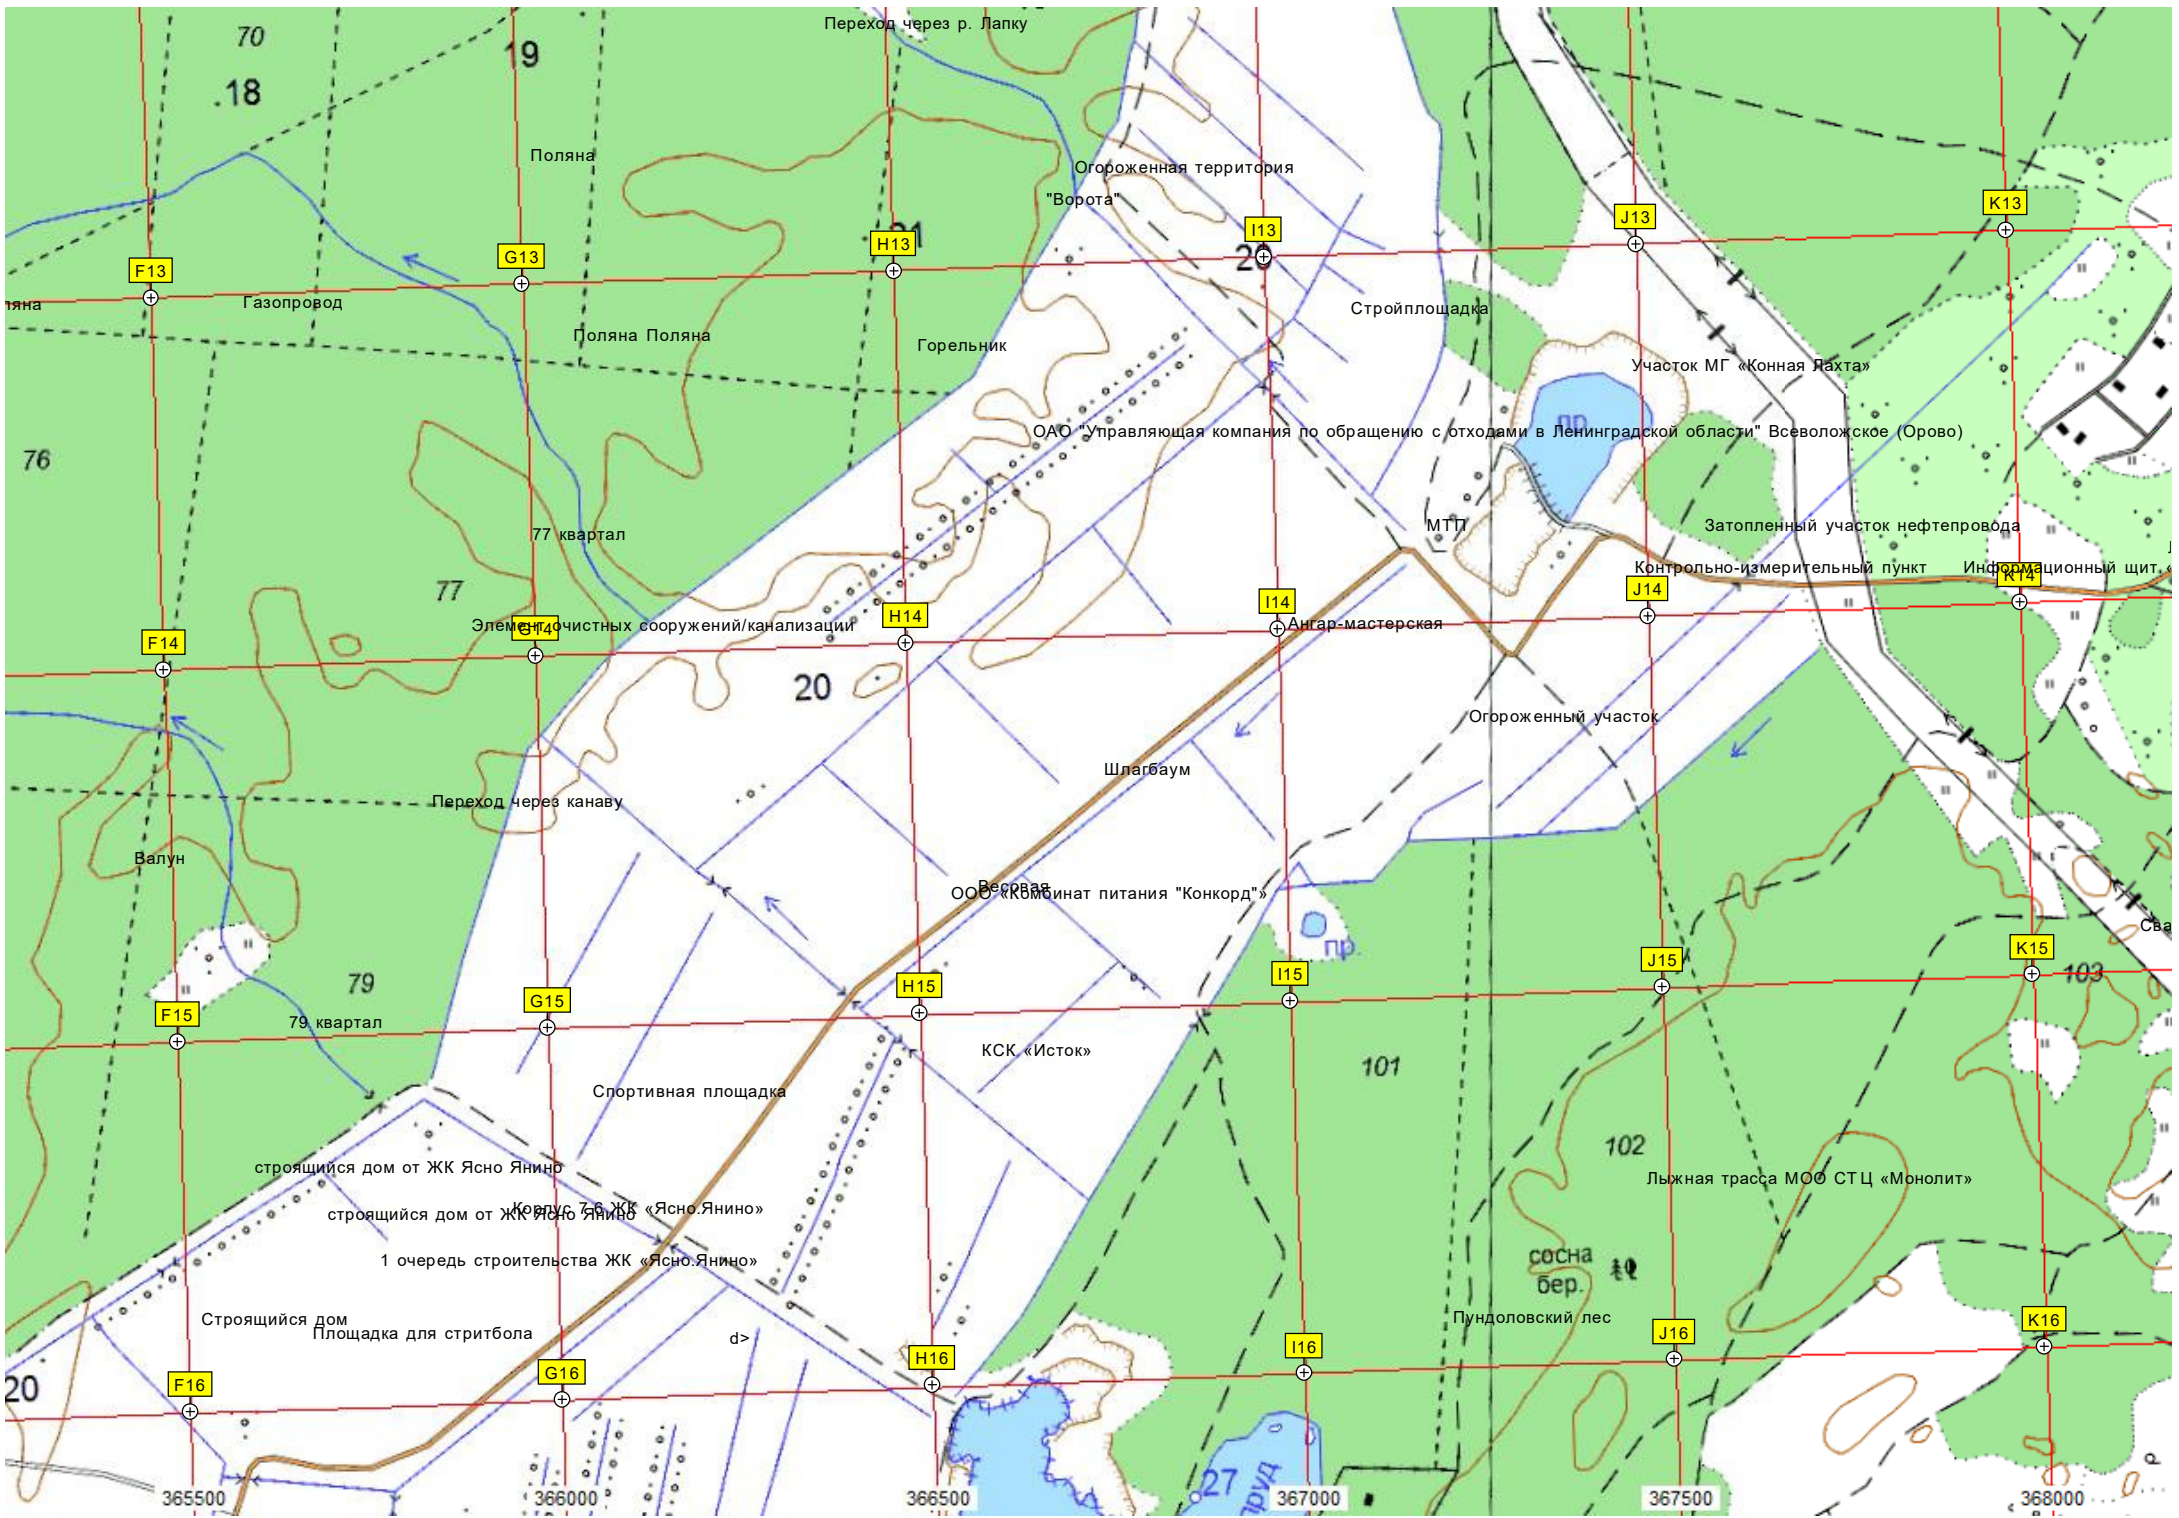 Переход через р. Лапку
70
19
.18
Поляна
Огороженная территория
"Ворота"
K13
J13
I13
H13
G13
F13
20
Газопровод
Стройплощадка
Поляна Поляна
Горельник
Участок МГ «Конная Лахта»
пр.
ОАО "Управляющая компания по обращению с отходами в Ленинградской области" Всеволожское (Орово)
76
МТП
Затопленный участок нефтепровода
77 квартал
Контрольно-измерительный пункт
Информационный щит «
K14
77
J14
I14
Ангар-мастерская
H14
Элемент очистных сооружений/канализации
G14
F14
20
Огороженный участок
Шлагбаум
Переход через канаву
Валун
Весовая
ООО «Комбинат питания "Конкорд"»
пр.
Сва
K15
103
J15
I15
H15
79
G15
F15
79 квартал
КСК «Исток»
101
Спортивная площадка
102
строящийся дом от ЖК Ясно Янино
Лыжная трасса МОО СТЦ «Монолит»
строящийся дом от ЖК Ясно Янино
Корпус 7.6 ЖК «Ясно.Янино»
1 очередь строительства ЖК «Ясно.Янино»
сосна
бер.
Строящийся дом
Площадка для стритбола
d>
Пундоловский лес
K16
J16
I16
H16
G16
F16
20
27
пруд
365500
366000
366500
367000
367500
368000